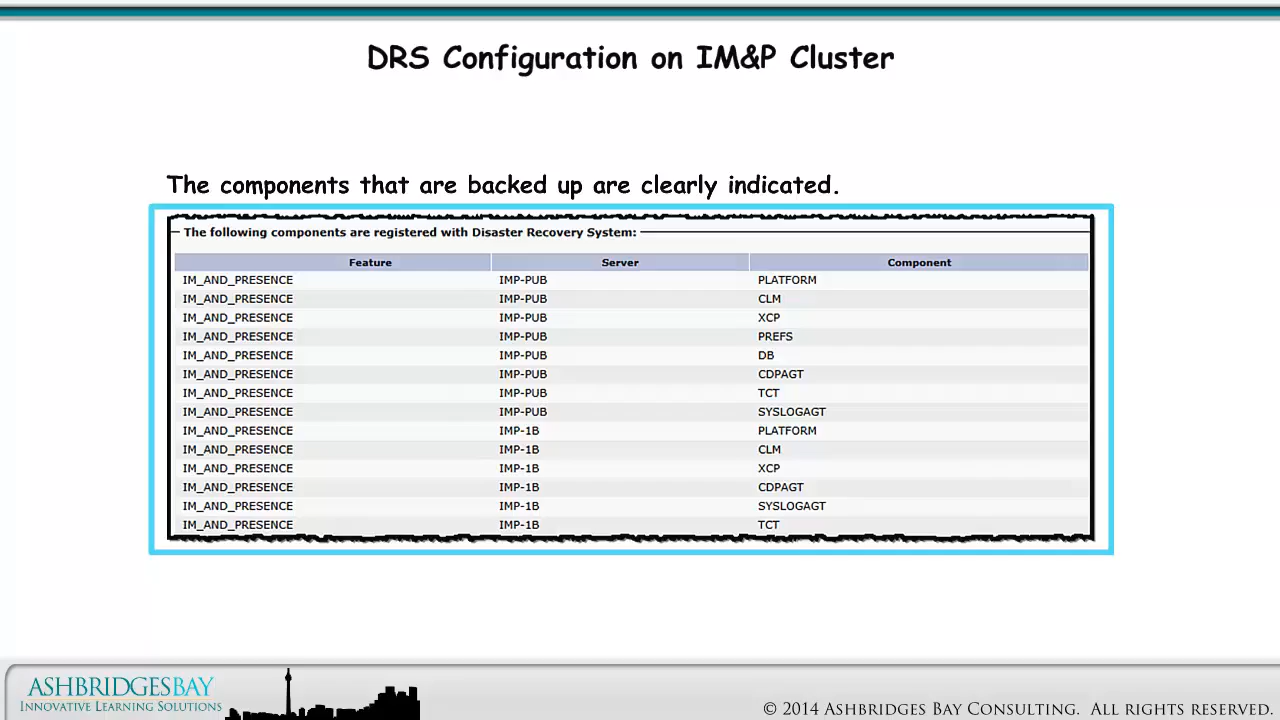 DRS Configuration on IM&P Cluster
The components that are backed up are clearly indicated.
The following components are registered with Disaster Recovery System:
Feature Server Component
IM_AND_PRESENCE IMP-PUB PLATFORM
IM_AND_PRESENCE IMP-PUB CLM
IM_AND_PRESENCE IMP-PUB XCP
IM_AND_PRESENCE IMP-PUB PREFS
IM_AND_PRESENCE IMP-PUB DB
IM_AND_PRESENCE IMP-PUB CDPAGT
IM_AND_PRESENCE IMP-PUB TCT
IM_AND_PRESENCE IMP-PUB SYSLOGAGT
IM_AND_PRESENCE IMP-1B PLATFORM
IM_AND_PRESENCE IMP-1B CLM
IM_AND_PRESENCE IMP-1B XCP
IM_AND_PRESENCE IMP-1B CDPAGT
IM_AND_PRESENCE IMP-1B SYSLOGAGT
IM_AND_PRESENCE IMP-1B TCT
ASHBRIDGESBAY
INNOVATIVE LEARNING SOLUTIONS
© 2014 ASHBRIDGES BAY CONSULTING. ALL RIGHTS RESERVED.